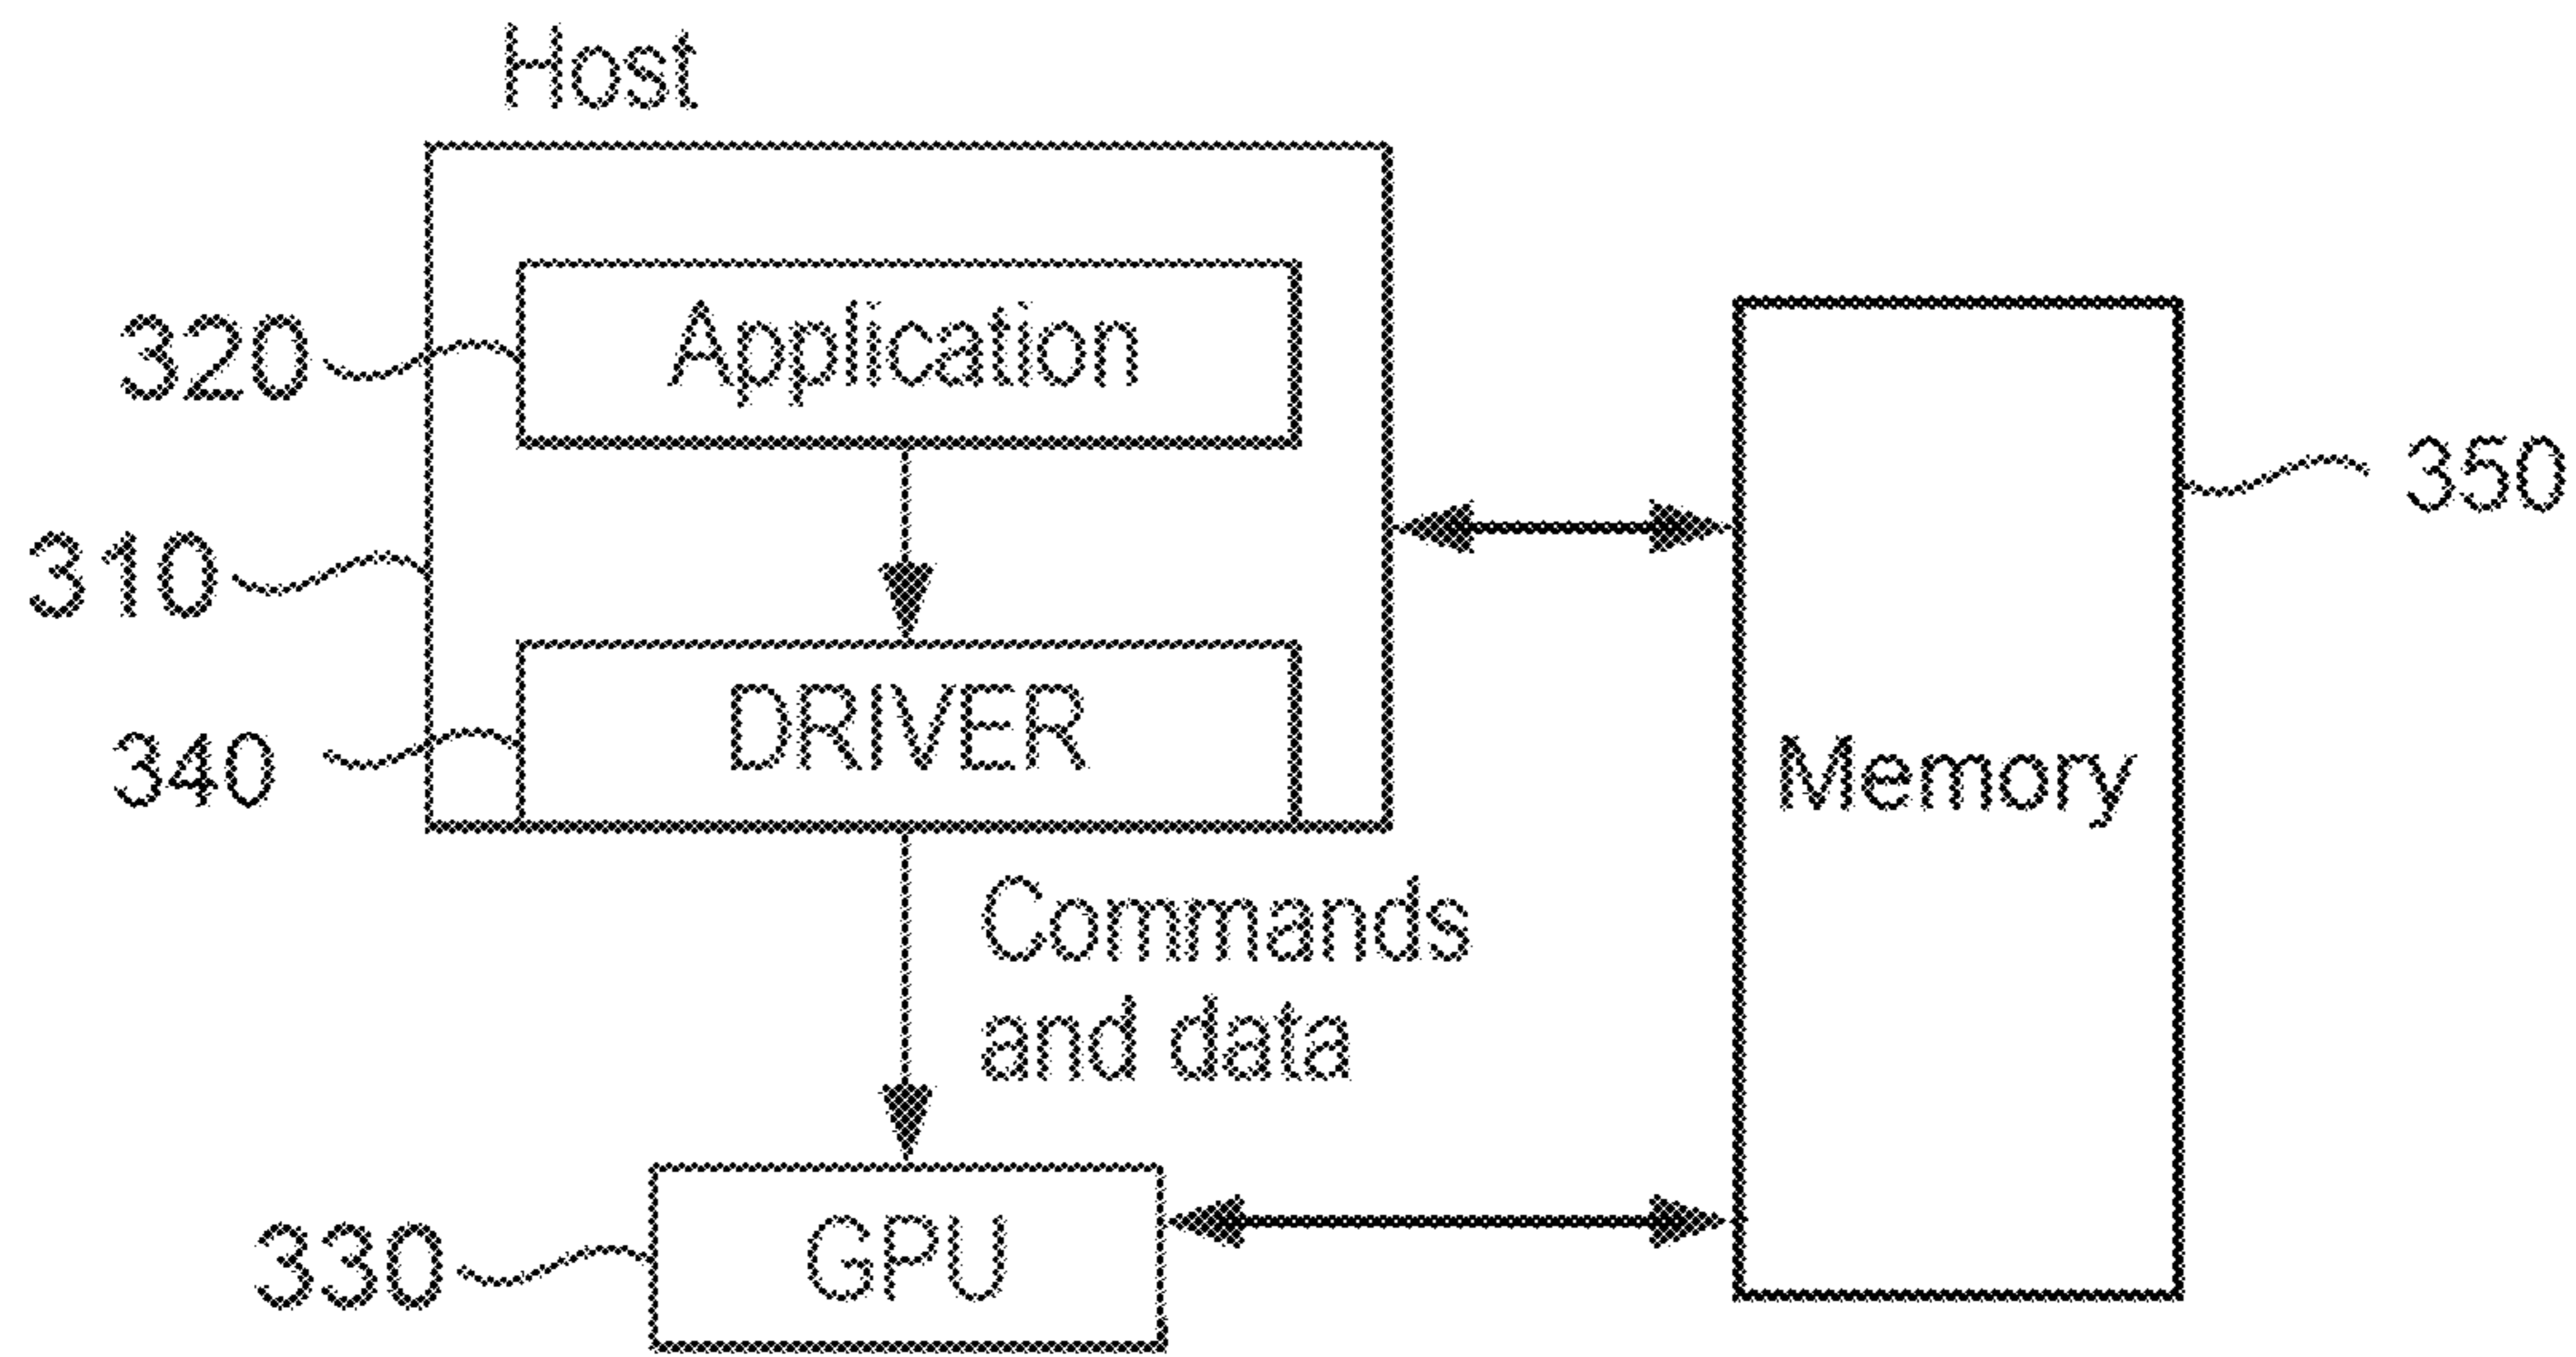 Host
320
Application
310
350
340
DRIVER
Memory
Commands
and data
330
GPU